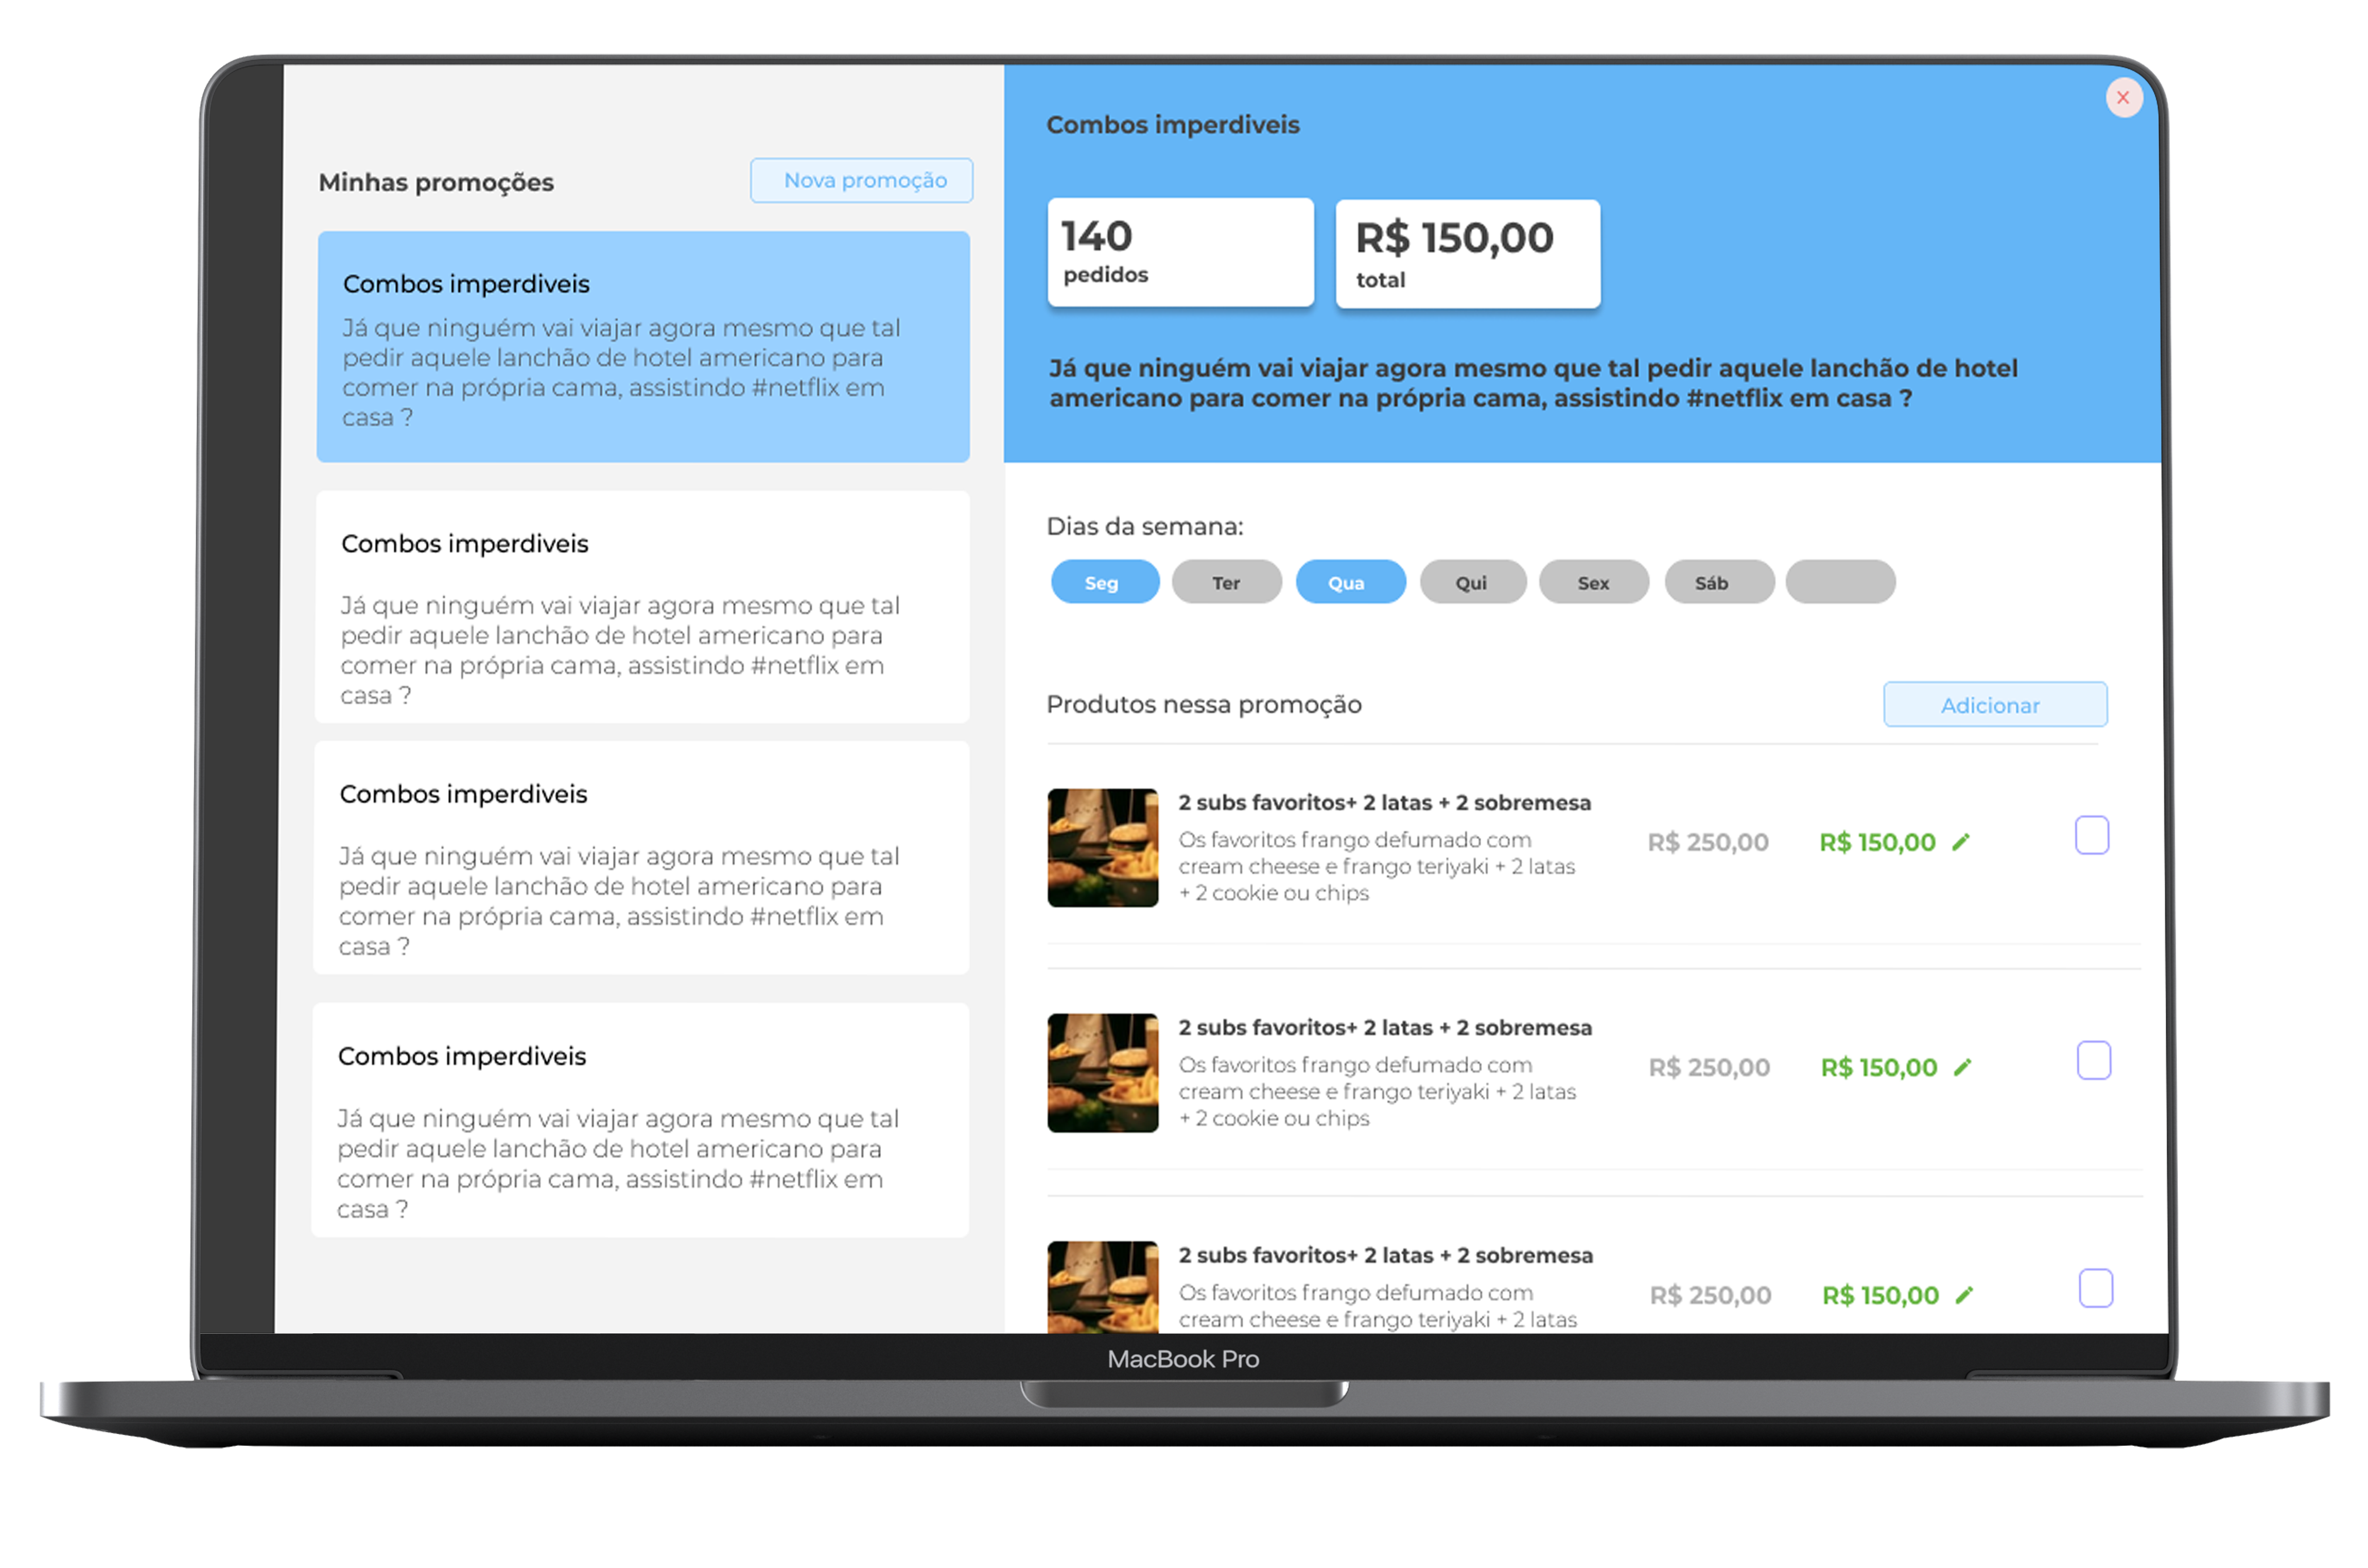 Minhas promoções
Nova promoção
Combos imperdiveis
Já que ninguém vai viajar agora mesmo que tal
pedir aquele lanchão de hotel americano para
comer na própria cama, assistindo #netflix em
casa ?
Combos imperdiveis
Já que ninguém vai viajar agora mesmo que tal
pedir aquele lanchão de hotel americano para
comer na própria cama, assistindo #netflix em
casa ?
Combos imperdiveis
Já que ninguém vai viajar agora mesmo que tal
pedir aquele lanchão de hotel americano para
comer na própria cama, assistindo #netflix em
casa ?
Combos imperdiveis
Já que ninguém vai viajar agora mesmo que tal
pedir aquele lanchão de hotel americano para
comer na própria cama, assistindo #netflix em
casa ?
Combos imperdiveis
140
pedidos
R$ 150,00
total
Já que ninguém vai viajar agora mesmo que tal pedir aquele lanchão de hotel
americano para comer na própria cama, assistindo #netflix em casa ?
Dias da semana:
Seg Ter Qua Qui Sex Sáb
Produtos nessa promoção
Adicionar
2 subs favoritos+ 2 latas + 2 sobremesa
Os favoritos frango defumado com
cream cheese e frango teriyaki + 2 latas
+ 2 cookie ou chips
R$ 250,00
R$ 150,00
2 subs favoritos+ 2 latas + 2 sobremesa
Os favoritos frango defumado com
cream cheese e frango teriyaki + 2 latas
+ 2 cookie ou chips
R$ 250,00
R$ 150,00
2 subs favoritos+ 2 latas + 2 sobremesa
Os favoritos frango defumado com
cream cheese e frango teriyaki + 2 latas
R$ 250,00
R$ 150,00
MacBook Pro